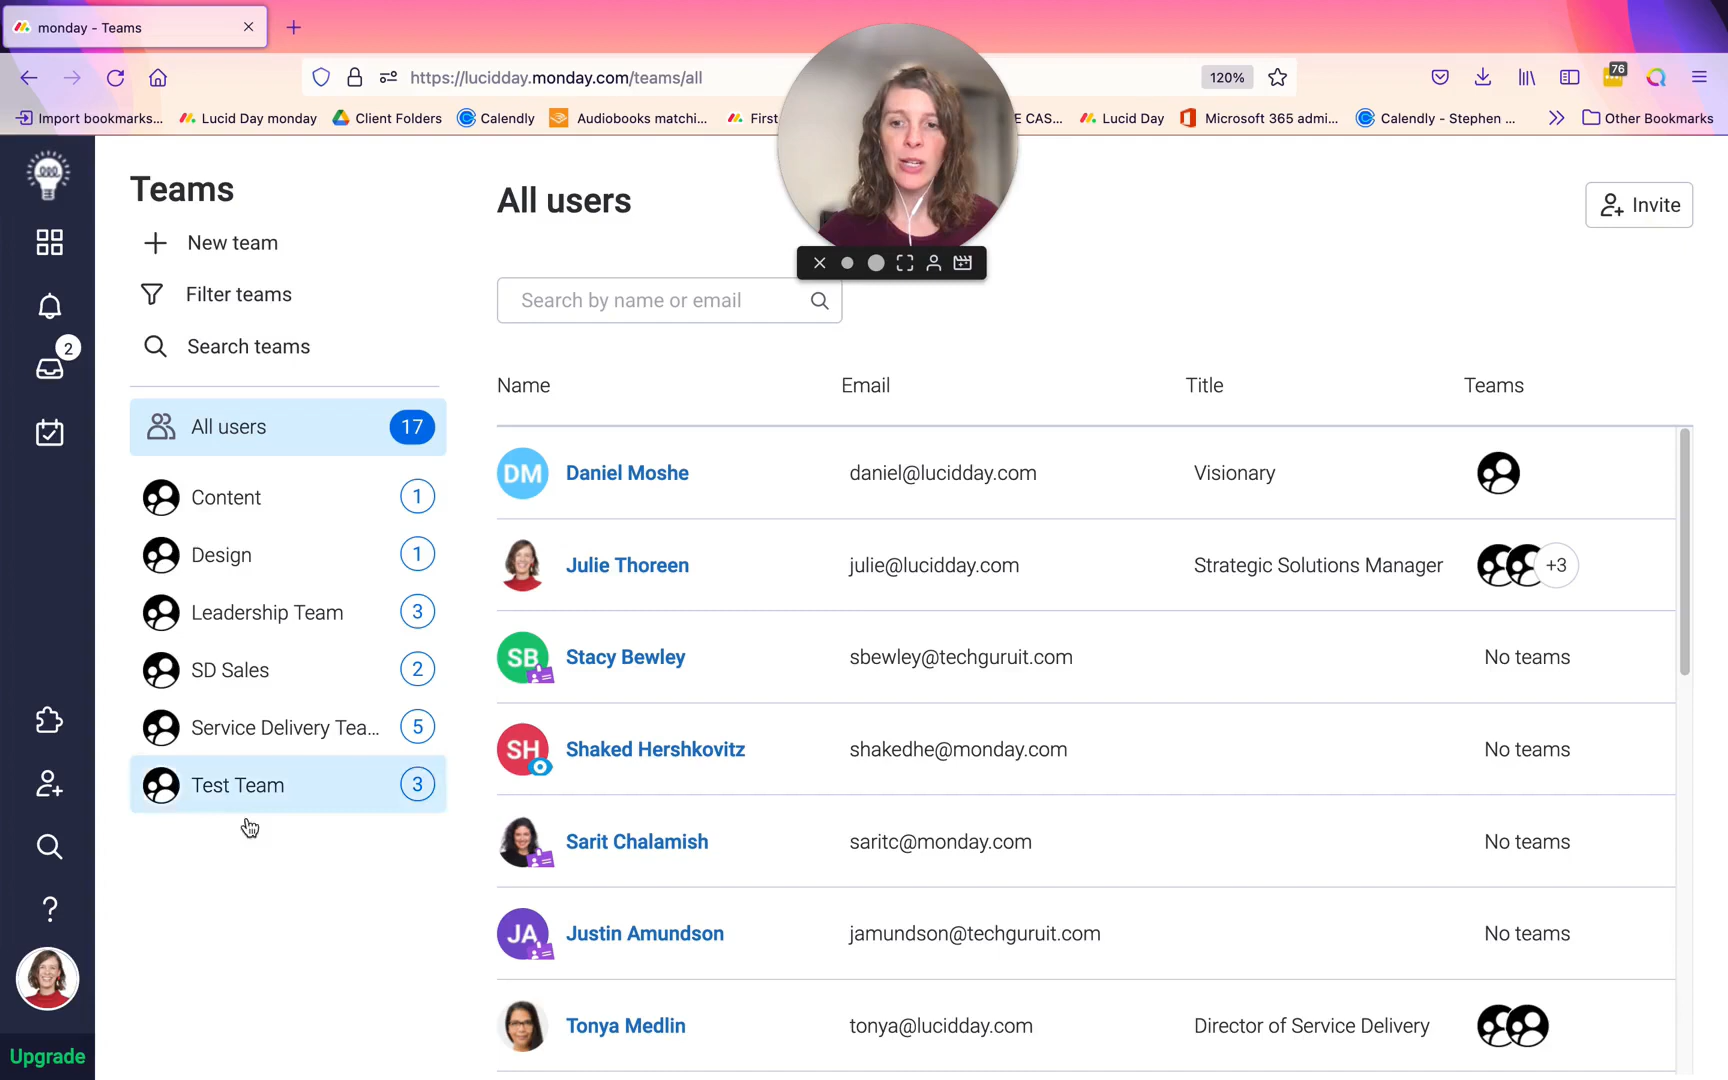 monday - Teams
https://lucidday.monday.com/teams/all
120%
76
Import bookmarks...
Lucid Day monday
Client Folders
Calendly
Audiobooks matchi...
First
E CAS...
Lucid Day
Microsoft 365 admi...
Calendly - Stephen ...
Other Bookmarks
Teams
New team
Filter teams
Search teams
All users 17
Content 1
Design 1
Leadership Team 3
SD Sales 2
Service Delivery Tea... 5
Test Team 3
2
Upgrade
All users
Invite
Search by name or email
Name Email Title Teams
DM Daniel Moshe daniel@lucidday.com Visionary
Julie Thoreen julie@lucidday.com Strategic Solutions Manager +3
SB Stacy Bewley sbewley@techguruit.com No teams
SH Shaked Hershkovitz shakedhe@monday.com No teams
Sarit Chalamish saritc@monday.com No teams
JA Justin Amundson jamundson@techguruit.com No teams
Tonya Medlin tonya@lucidday.com Director of Service Delivery